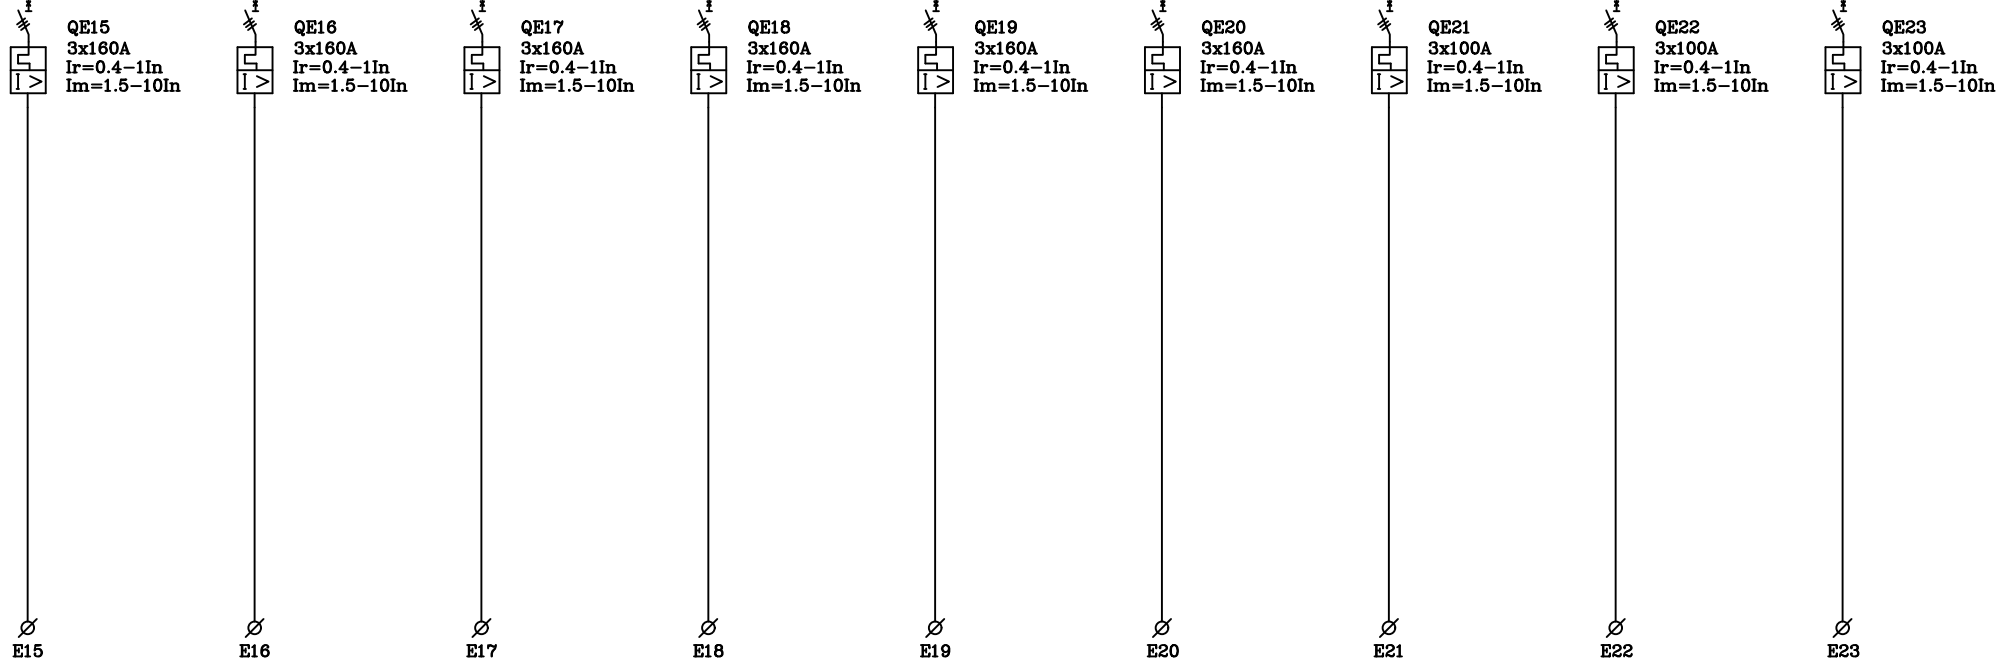 QE15
3x160A
Ir=0.4-1In
Im=1.5-10In
I >
E15
QE16
3x160A
Ir=0.4-1In
Im=1.5-10In
I >
E16
QE17
3x160A
Ir=0.4-1In
Im=1.5-10In
I >
E17
QE18
3x160A
Ir=0.4-1In
Im=1.5-10In
I >
E18
QE19
3x160A
Ir=0.4-1In
Im=1.5-10In
I >
E19
QE20
3x160A
Ir=0.4-1In
Im=1.5-10In
I >
E20
QE21
3x100A
Ir=0.4-1In
Im=1.5-10In
I >
E21
QE22
3x100A
Ir=0.4-1In
Im=1.5-10In
I >
E22
QE23
3x100A
Ir=0.4-1In
Im=1.5-10In
I >
E23